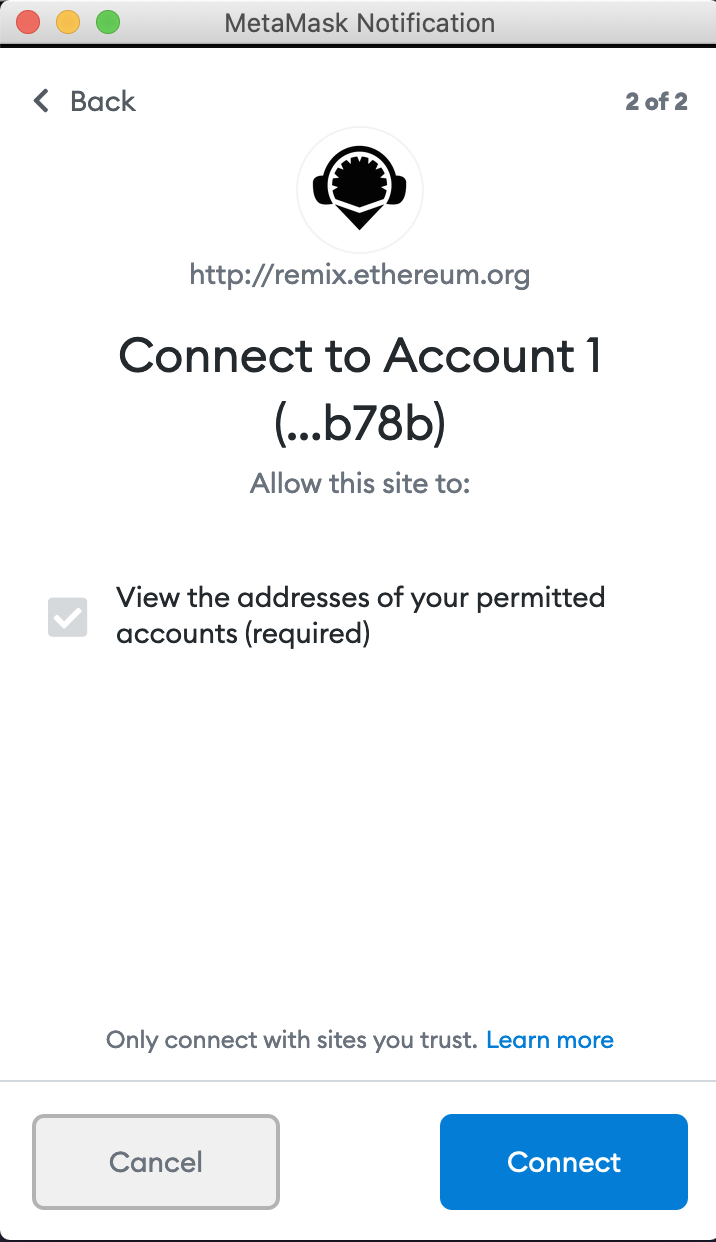 MetaMask Notification
Back
2 of 2
http://remix.ethereum.org
Connect to Account 1
(...b78b)
Allow this site to:
View the addresses of your permitted
accounts (required)
Only connect with sites you trust. Learn more
Cancel
Connect